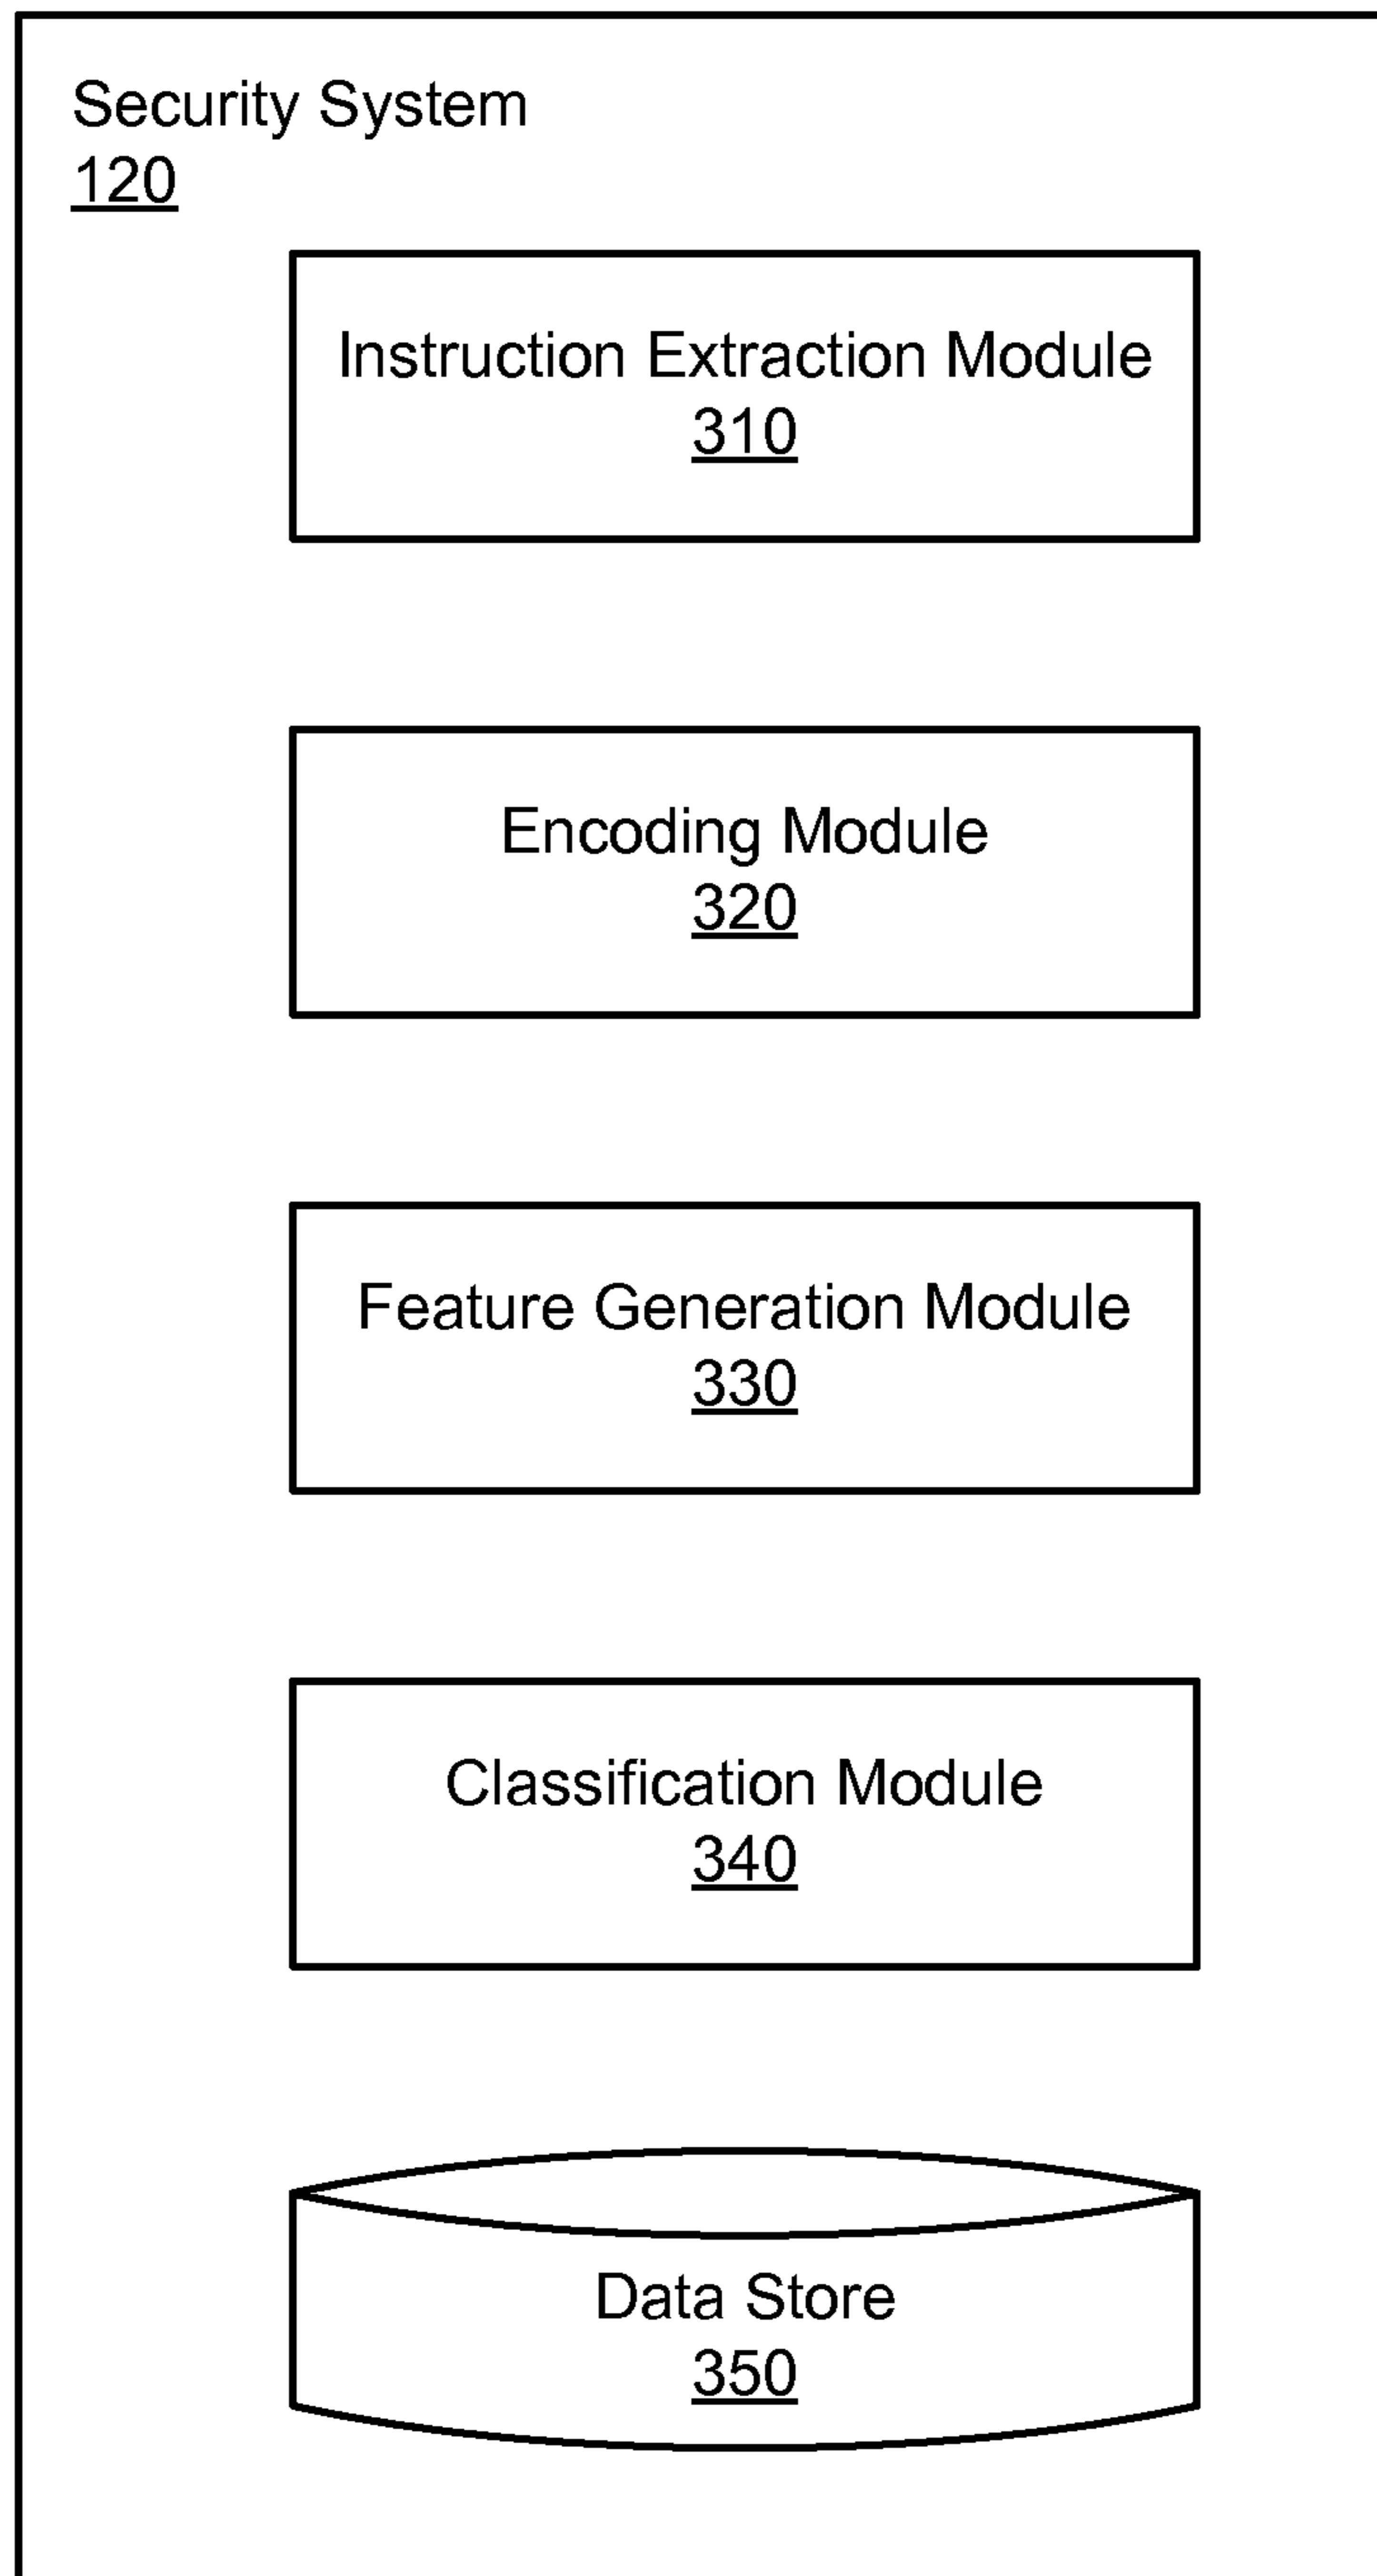 Security System
120
Instruction Extraction Module
310
Encoding Module
320
Feature Generation Module
330
Classification Module
340
Data Store
350